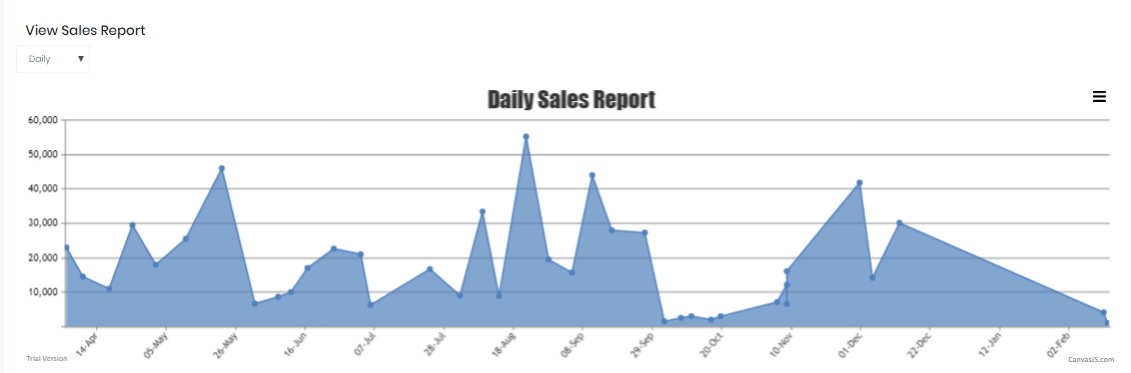 View Sales Report
Daily ▼
Daily Sales Report
60,000
50,000
40,000
30,000
20,000
10,000
14-Apr
05-May
26-May
16-Jun
07-Jul
28-Jul
18-Aug
08-Sep
29-Sep
20-Oct
10-Nov
01-Dec
22-Dec
12-Jan
02-Feb
Trial Version
CanvasJS.com